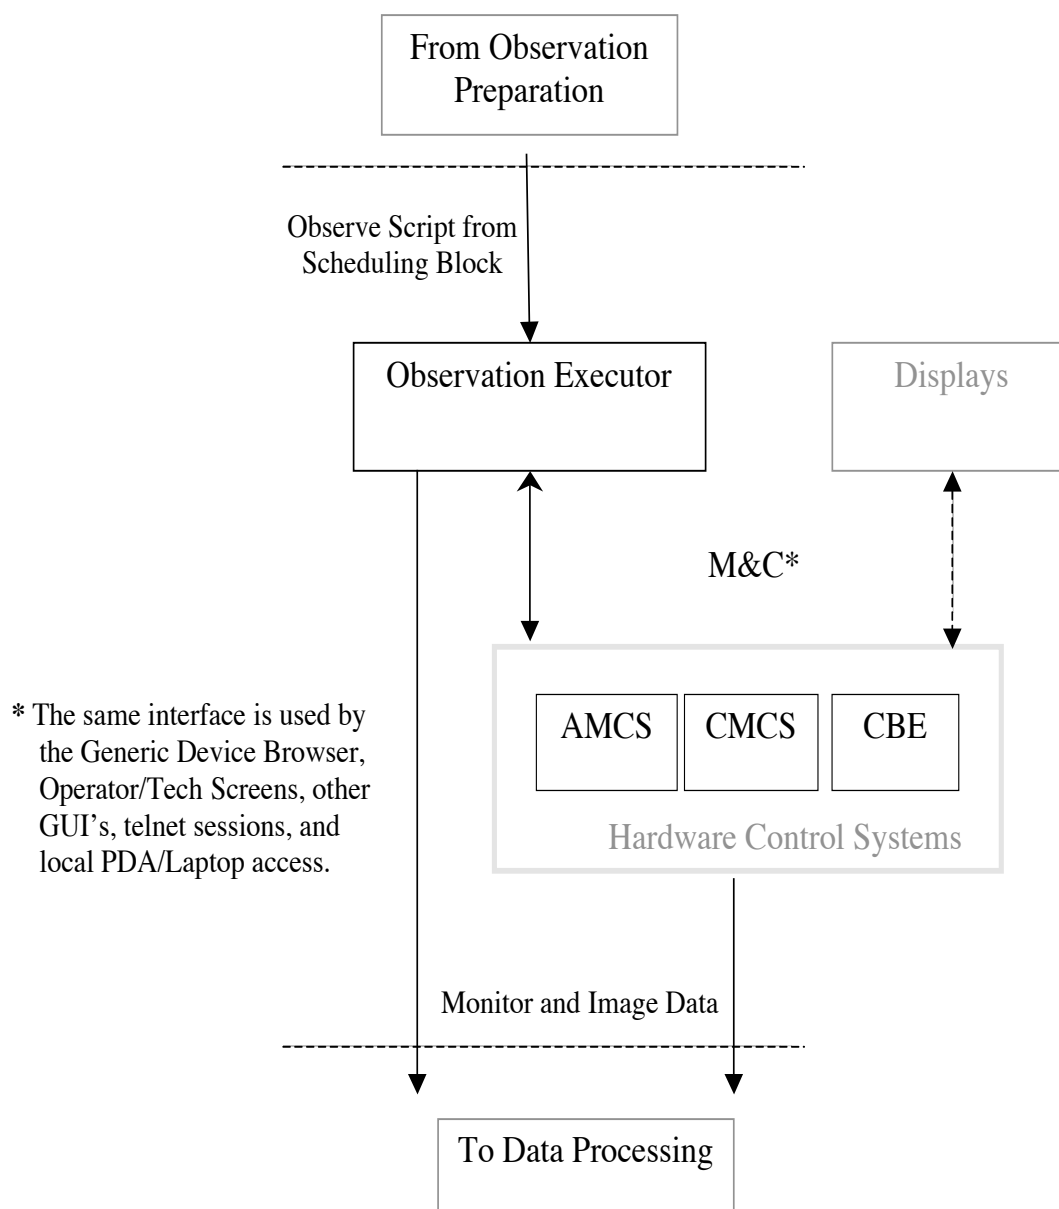 From Observation
Preparation
Observe Script from
Scheduling Block
Observation Executor
Displays
M&C*
* The same interface is used by
the Generic Device Browser,
Operator/Tech Screens, other
GUI's, telnet sessions, and
local PDA/Laptop access.
AMCS
CMCS
CBE
Hardware Control Systems
Monitor and Image Data
To Data Processing